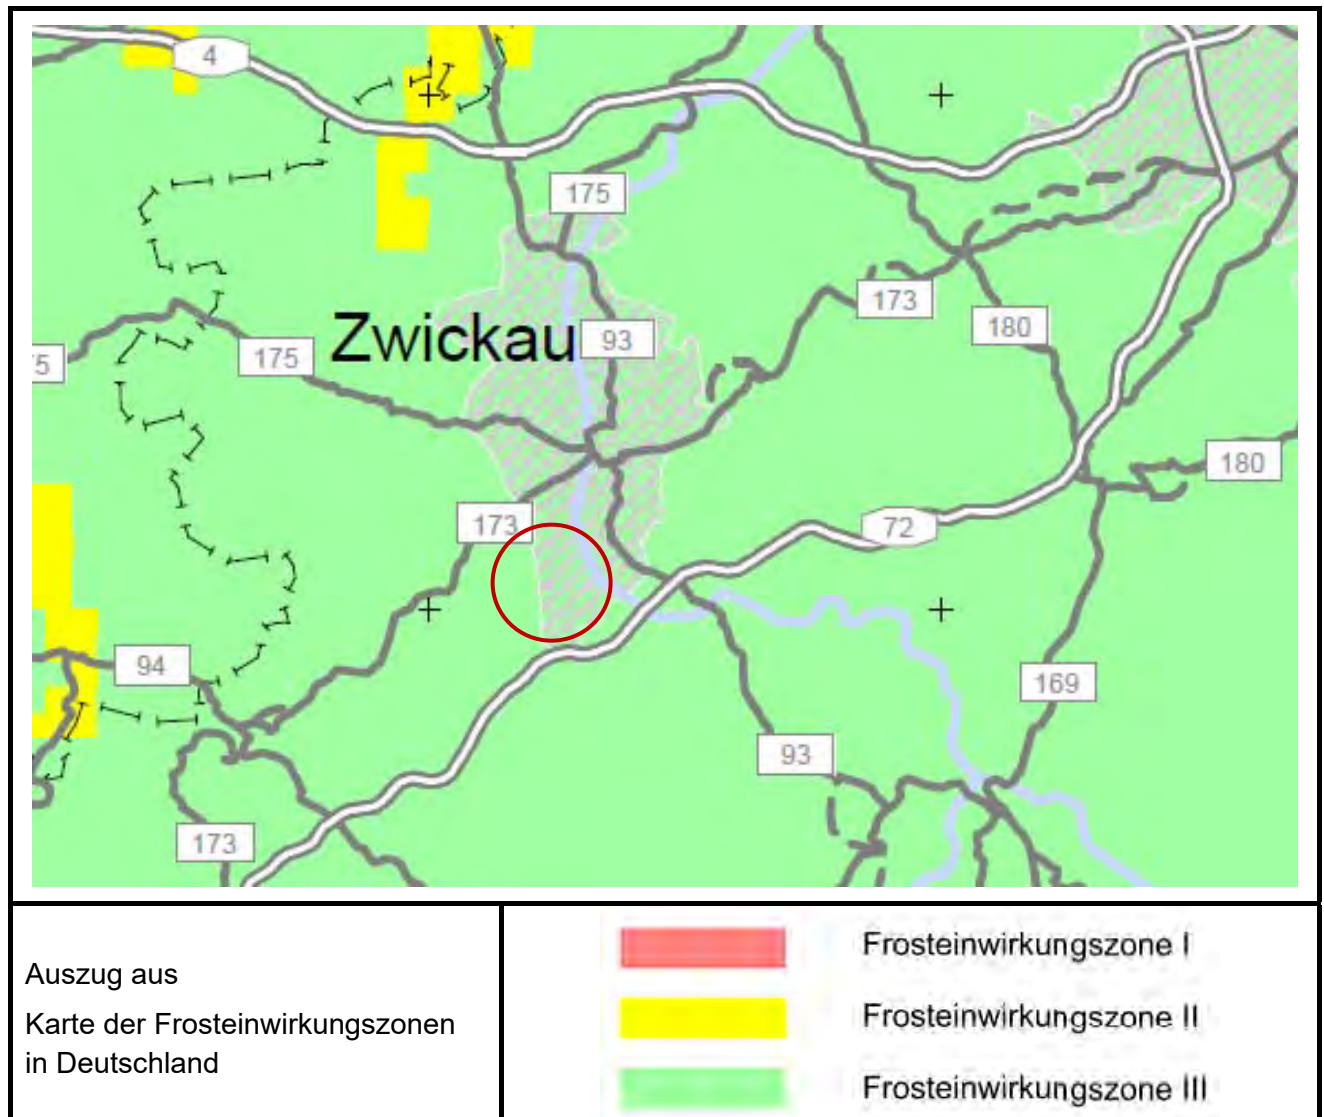 4
175
173
180
Zwickau
93
175
5
180
173
72
94
169
93
173
Auszug aus
Karte der Frosteinwirkungszonen
in Deutschland
Frosteinwirkungszone I
Frosteinwirkungszone II
Frosteinwirkungszone III